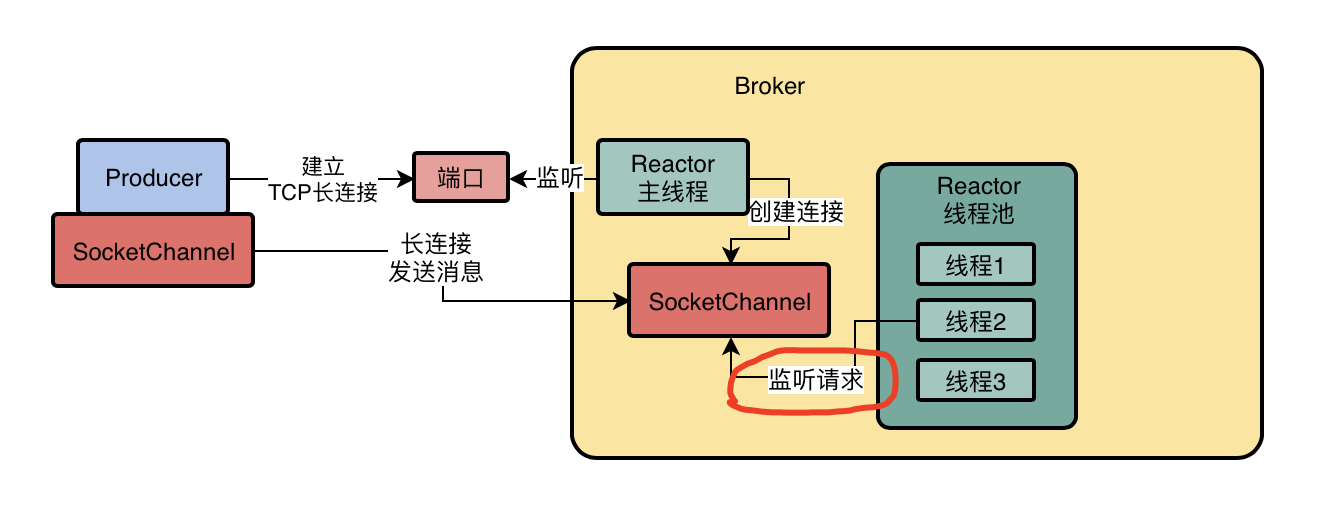 Broker
Producer
建立
TCP长连接
端口
监听
Reactor
主线程
创建连接
SocketChannel
长连接
发送消息
SocketChannel
监听请求
Reactor
线程池
线程1
线程2
线程3